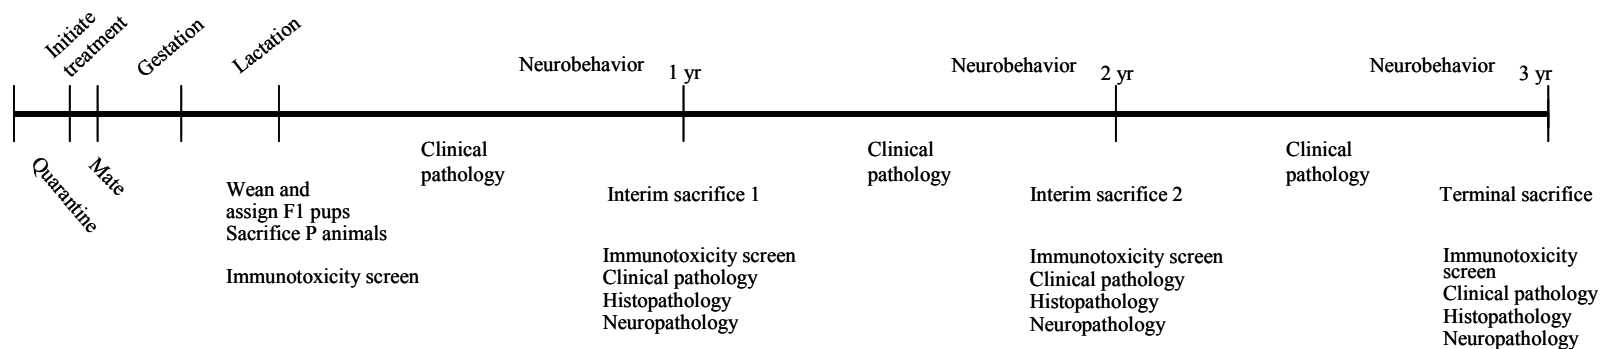 Initiate
treatment
Gestation
Lactation
Neurobehavior
1 yr
Neurobehavior
2 yr
Neurobehavior
3 yr
Quarantine
Mate
Clinical
pathology
Clinical
pathology
Clinical
pathology
Wean and
assign F1 pups
Sacrifice P animals
Immunotoxicity screen
Interim sacrifice 1
Immunotoxicity screen
Clinical pathology
Histopathology
Neuropathology
Interim sacrifice 2
Immunotoxicity screen
Clinical pathology
Histopathology
Neuropathology
Terminal sacrifice
Immunotoxicity
screen
Clinical pathology
Histopathology
Neuropathology